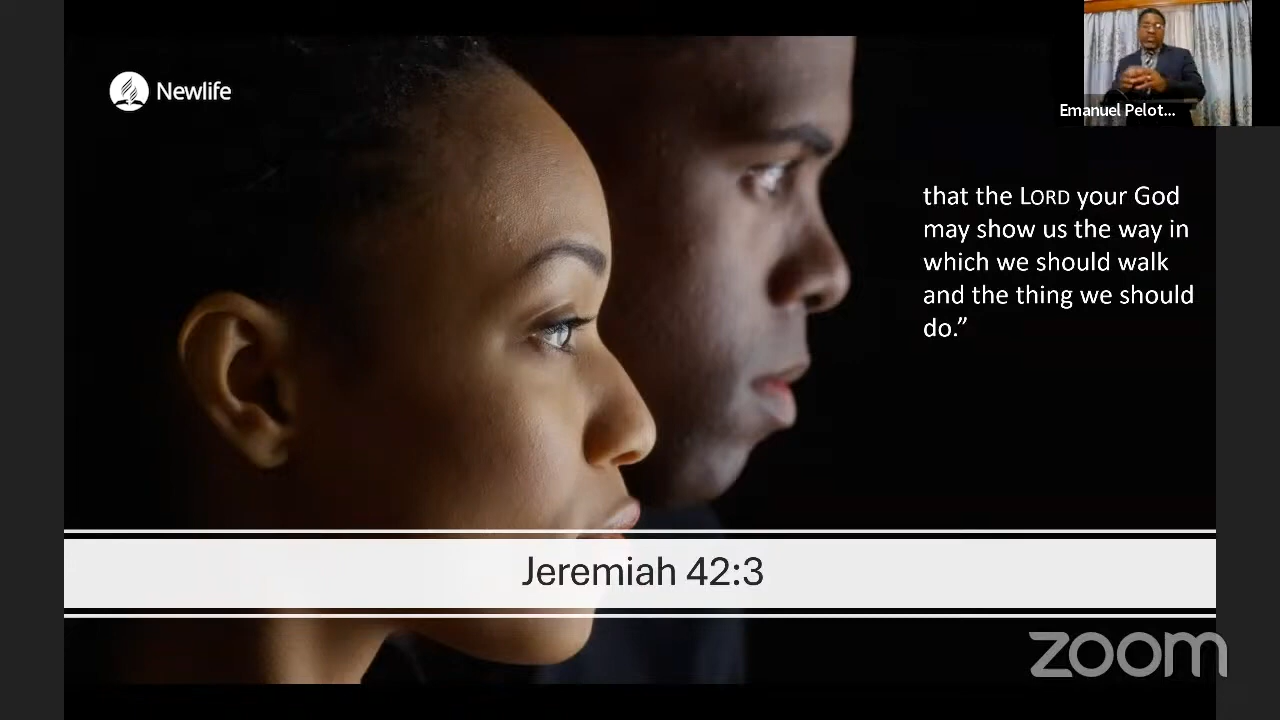 Newlife
Emanuel Pelot...
that the LORD your God
may show us the way in
which we should walk
and the thing we should
do.”
Jeremiah 42:3
zoom